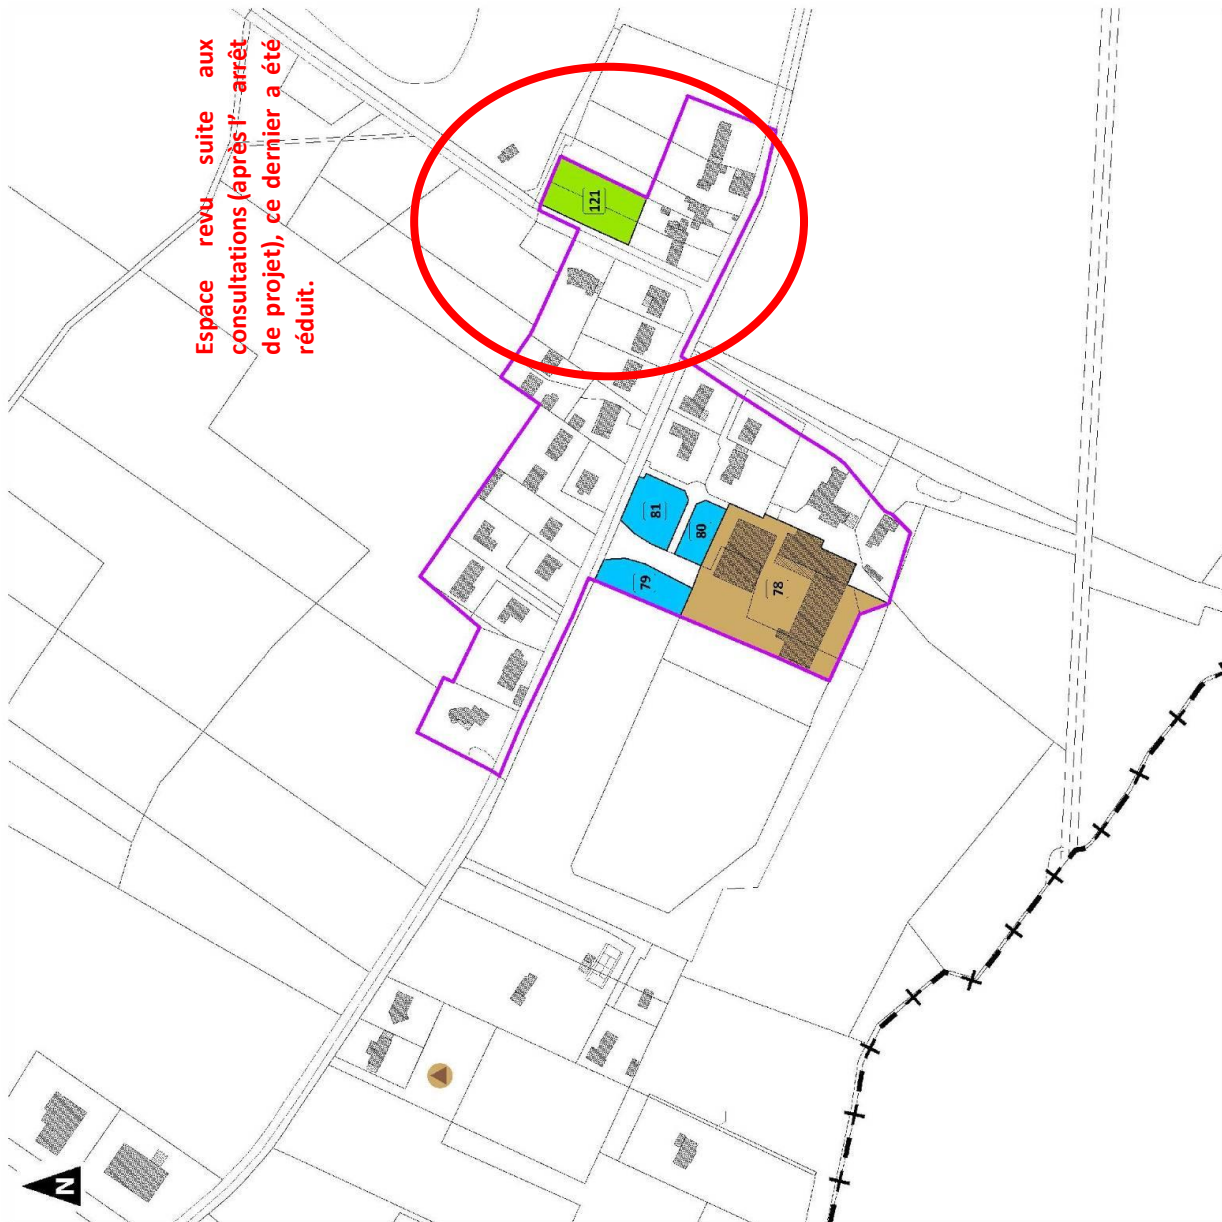 Espace revu suite aux
consultations (après l' arrêt
de projet), ce dernier a été
réduit.
121
81
80
79
78
N